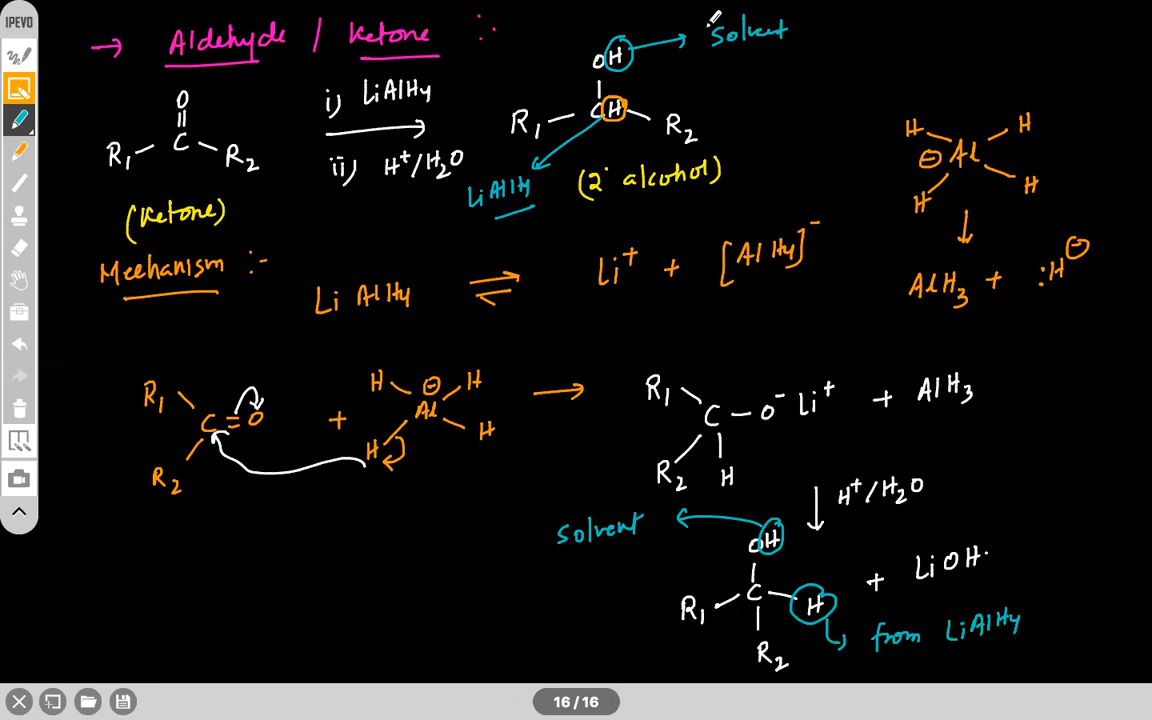 IPEVO
→ Aldehyde / Ketone :
O
R₁ C R₂
i) LiAlH4
ii) H⁺/H₂O
OH → Solvent
R₁ — CH — R₂
LiAlH4
(2° alcohol)
(Ketone)
H H
⊖ Al
H H
↓
AlH₃ + :H⊖
Mechanism :-
LiAlH4 ⇌ Li⁺ + [AlH4]⁻
R₁
C = O
R₂
+
H ⊖ H
Al
H H
→
R₁
C — O⁻ Li⁺ + AlH₃
R₂ H
↓ H⁺/H₂O
Solvent ← OH
R₁ — C — H + LiOH.
R₂
from LiAlH4
16 / 16